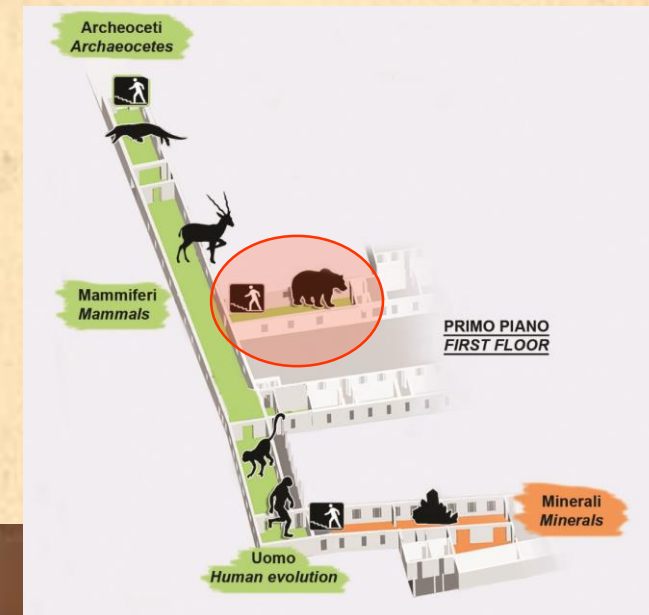 Archeoceti
Archaeocetes
Mammiferi
Mammals
PRIMO PIANO
FIRST FLOOR
Minerali
Minerals
Uomo
Human evolution